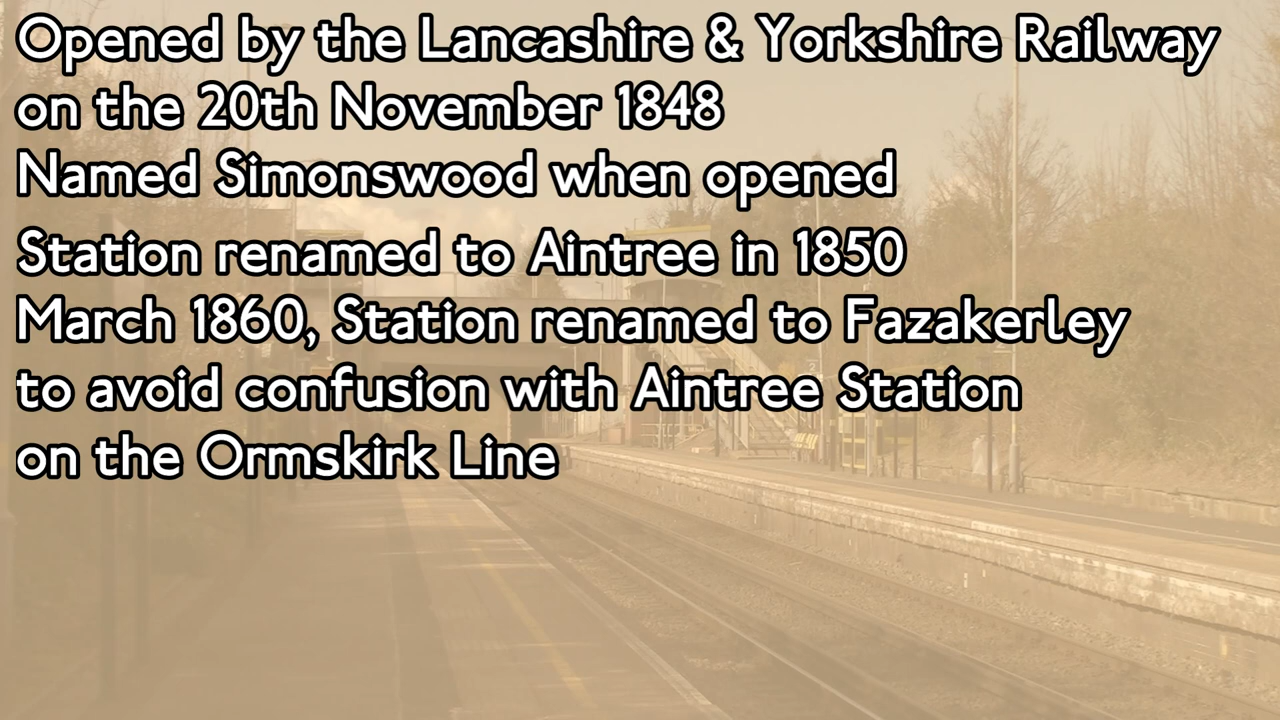 Opened by the Lancashire & Yorkshire Railway
on the 20th November 1848
Named Simonswood when opened
Station renamed to Aintree in 1850
March 1860, Station renamed to Fazakerley
to avoid confusion with Aintree Station
on the Ormskirk Line